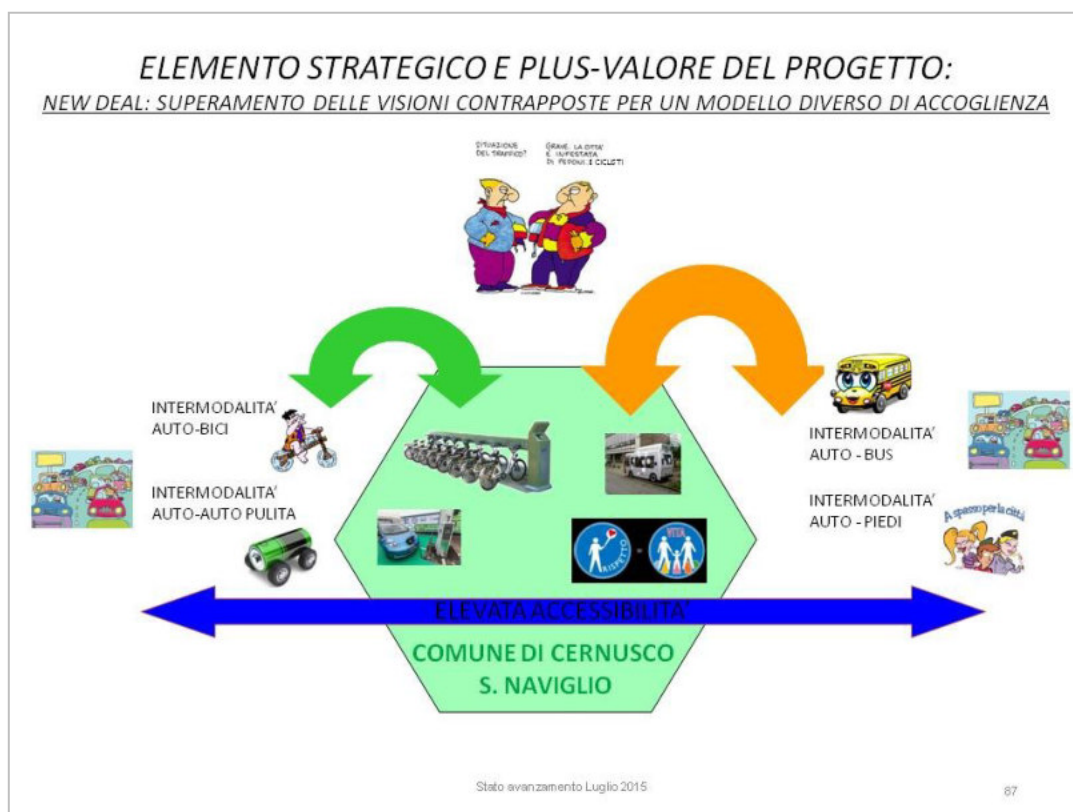 ELEMENTO STRATEGICO E PLUS-VALORE DEL PROGETTO:
NEW DEAL: SUPERAMENTO DELLE VISIONI CONTRAPPOSTE PER UN MODELLO DIVERSO DI ACCOGLIENZA
SITUAZIONE
DEL TRAFFICO?
GRAVE. LA CITTA'
E INFESTATA
DI PEDONI E CICLISTI
INTERMODALITA'
AUTO-BICI
INTERMODALITA'
AUTO-AUTO PULITA
INTERMODALITA'
AUTO - BUS
INTERMODALITA'
AUTO - PIEDI
A spasso per la città
RISPETTO
VITA
ELEVATA ACCESSIBILITA'
COMUNE DI CERNUSCO
S. NAVIGLIO
Stato avanzamento Luglio 2015
87